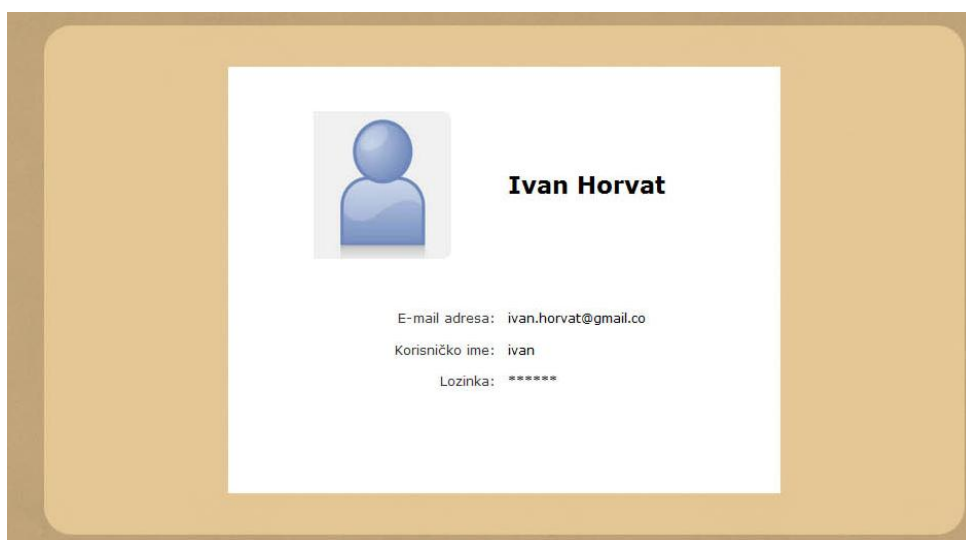 Ivan Horvat
E-mail adresa: ivan.horvat@gmail.co
Korisničko ime: ivan
Lozinka: ******